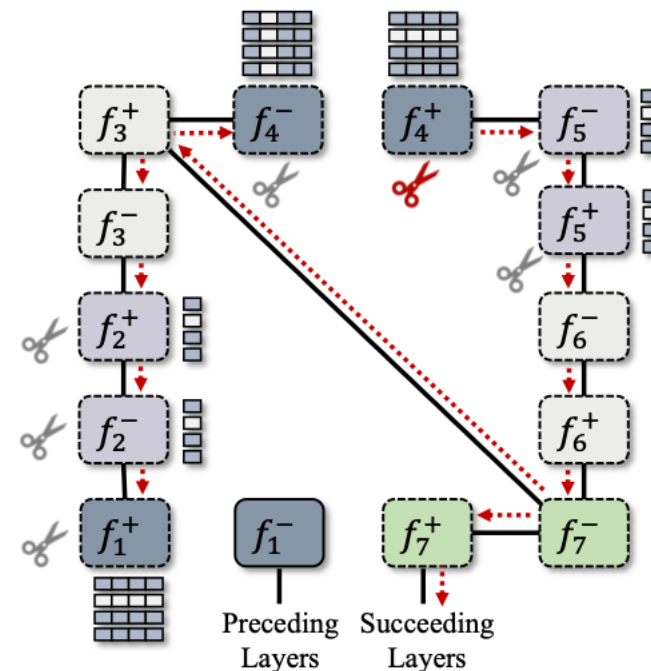 f₃⁺ f₄⁻ f₄⁺ f₅⁻
f₃⁻ f₅⁺
f₂⁺ f₆⁻
f₂⁻ f₆⁺
f₁⁺ f₁⁻ f₇⁺ f₇⁻
Preceding Succeeding
Layers Layers